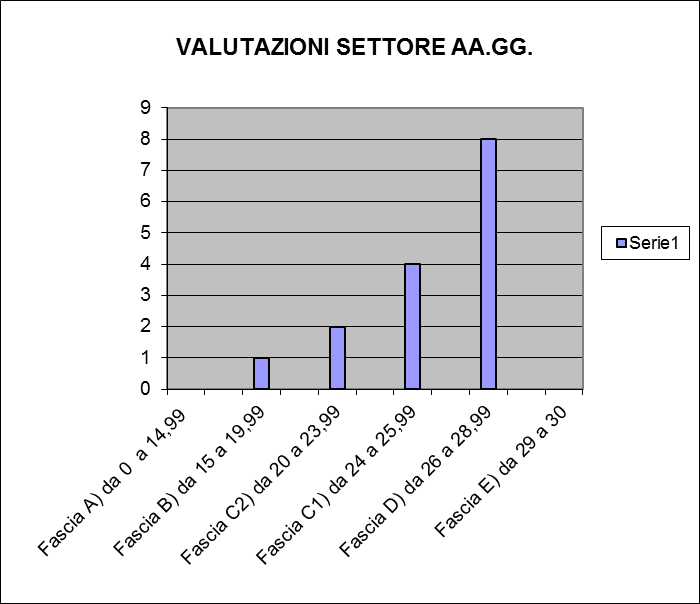 VALUTAZIONI SETTORE AA.GG.
9
8
7
6
5
4
3
2
1
0
Serie1
Fascia A) da 0  a 14,99
Fascia B) da 15 a 19,99
Fascia C2) da 20 a 23,99
Fascia C1) da 24 a 25,99
Fascia D) da 26 a 28,99
Fascia E) da 29 a 30